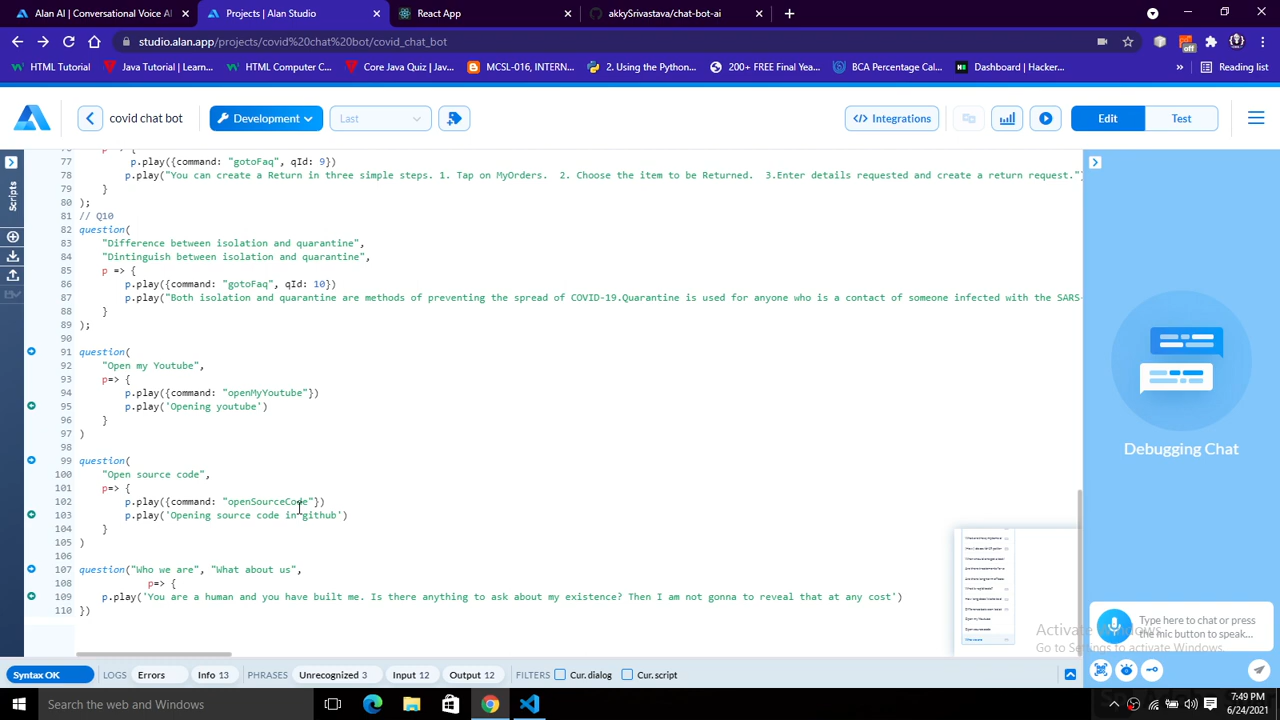 Alan AI | Questional Voice A
Alan Studio | Projects
React App
akkySrivastava/chat-bot-ai
studio.alan.app/projects/covid%20chat%20bot/covid_chat_bot
off
HTML Tutorial
Java Tutorial | Learn...
HTML Computer C...
Core Java Quiz | Jav...
MCSL-016, INTERN...
2. Using the Python...
200+ FREE Final Year...
BCA Percentage Cal...
Dashboard | Hacker...
»
Reading list
covid chat bot
Development
Last
</> Integrations
Edit
Test
Scripts
77 p.play({command: "gotoFaq", qId: 9})
78 p.play("You can create a Return in three simple steps. 1. Tap on MyOrders. 2. Choose the item to be Returned. 3.Enter details requested and create a return request."
79 }
80 );
81 // Q10
82 question(
83 "Difference between isolation and quarantine",
84 "Dintinguish between isolation and quarantine",
85 p => {
86 p.play({command: "gotoFaq", qId: 10})
87 p.play("Both isolation and quarantine are methods of preventing the spread of COVID-19.Quarantine is used for anyone who is a contact of someone infected with the SARS-
88 }
89 );
90
91 question(
92 "Open my Youtube",
93 p=> {
94 p.play({command: "openMyYoutube"})
95 p.play('Opening youtube')
96 }
97 )
98
99 question(
100 "Open source code",
101 p=> {
102 p.play({command: "openSourceCode"})
103 p.play('Opening source code in github')
104 }
105 )
106
107 question("Who we are", "What about us",
108 p=> {
109 p.play('You are a human and you have built me. Is there anything to ask about my existence? Then I am not gonna to reveal that at any cost')
110 })
Debugging Chat
Type here to chat or press
the mic button to speak...
Activate Windows
Go to Settings to activate Windows.
Syntax OK
LOGS
Errors
Info 13
PHRASES
Unrecognized 3
Input 12
Output 12
FILTERS
Cur. dialog
Cur. script
Search the web and Windows
7:49 PM
6/24/2021